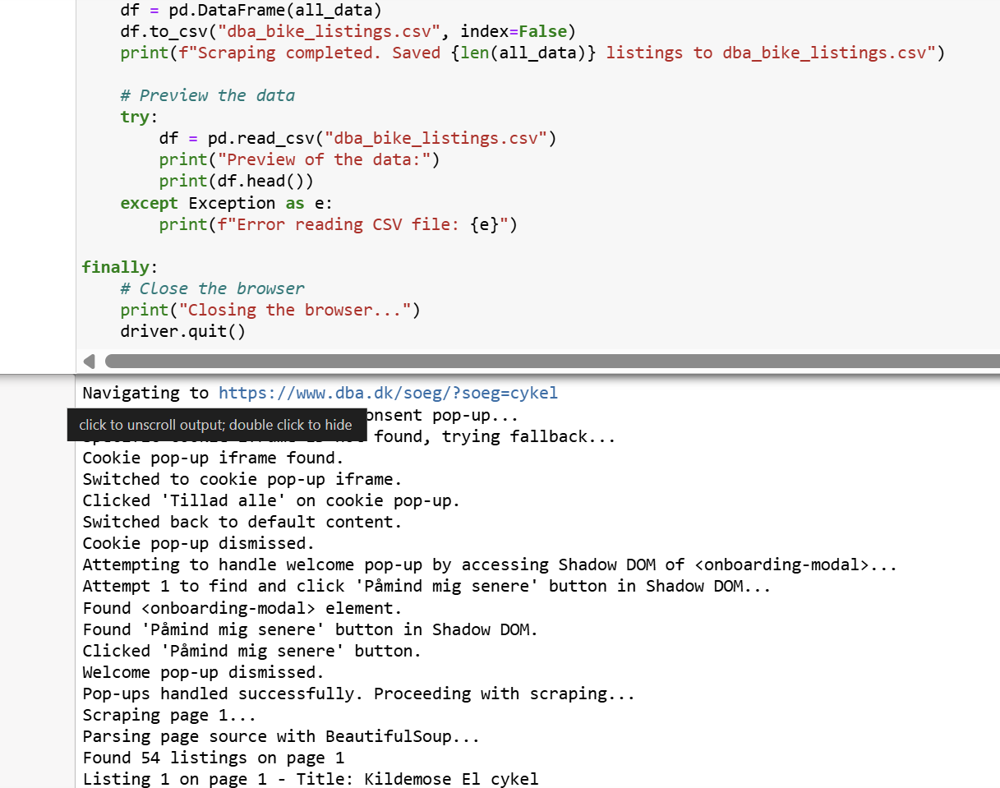 df = pd.DataFrame(all_data)
df.to_csv("dba_bike_listings.csv", index=False)
print(f"Scraping completed. Saved {len(all_data)} listings to dba_bike_listings.csv")
# Preview the data
try:
df = pd.read_csv("dba_bike_listings.csv")
print("Preview of the data:")
print(df.head())
except Exception as e:
print(f"Error reading CSV file: {e}")
finally:
# Close the browser
print("Closing the browser...")
driver.quit()
Navigating to https://www.dba.dk/soeg/?soeg=cykel
onsent pop-up...
click to unscroll output; double click to hide
found, trying fallback...
Cookie pop-up iframe found.
Switched to cookie pop-up iframe.
Clicked 'Tillad alle' on cookie pop-up.
Switched back to default content.
Cookie pop-up dismissed.
Attempting to handle welcome pop-up by accessing Shadow DOM of <onboarding-modal>...
Attempt 1 to find and click 'Påmind mig senere' button in Shadow DOM...
Found <onboarding-modal> element.
Found 'Påmind mig senere' button in Shadow DOM.
Clicked 'Påmind mig senere' button.
Welcome pop-up dismissed.
Pop-ups handled successfully. Proceeding with scraping...
Scraping page 1...
Parsing page source with BeautifulSoup...
Found 54 listings on page 1
Listing 1 on page 1 - Title: Kildemose El cykel